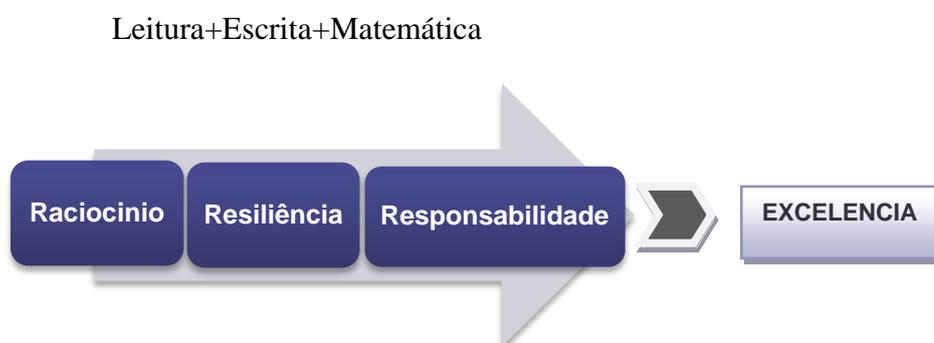 Leitura+Escrita+Matemática
Raciocinio
Resiliência
Responsabilidade
EXCELENCIA